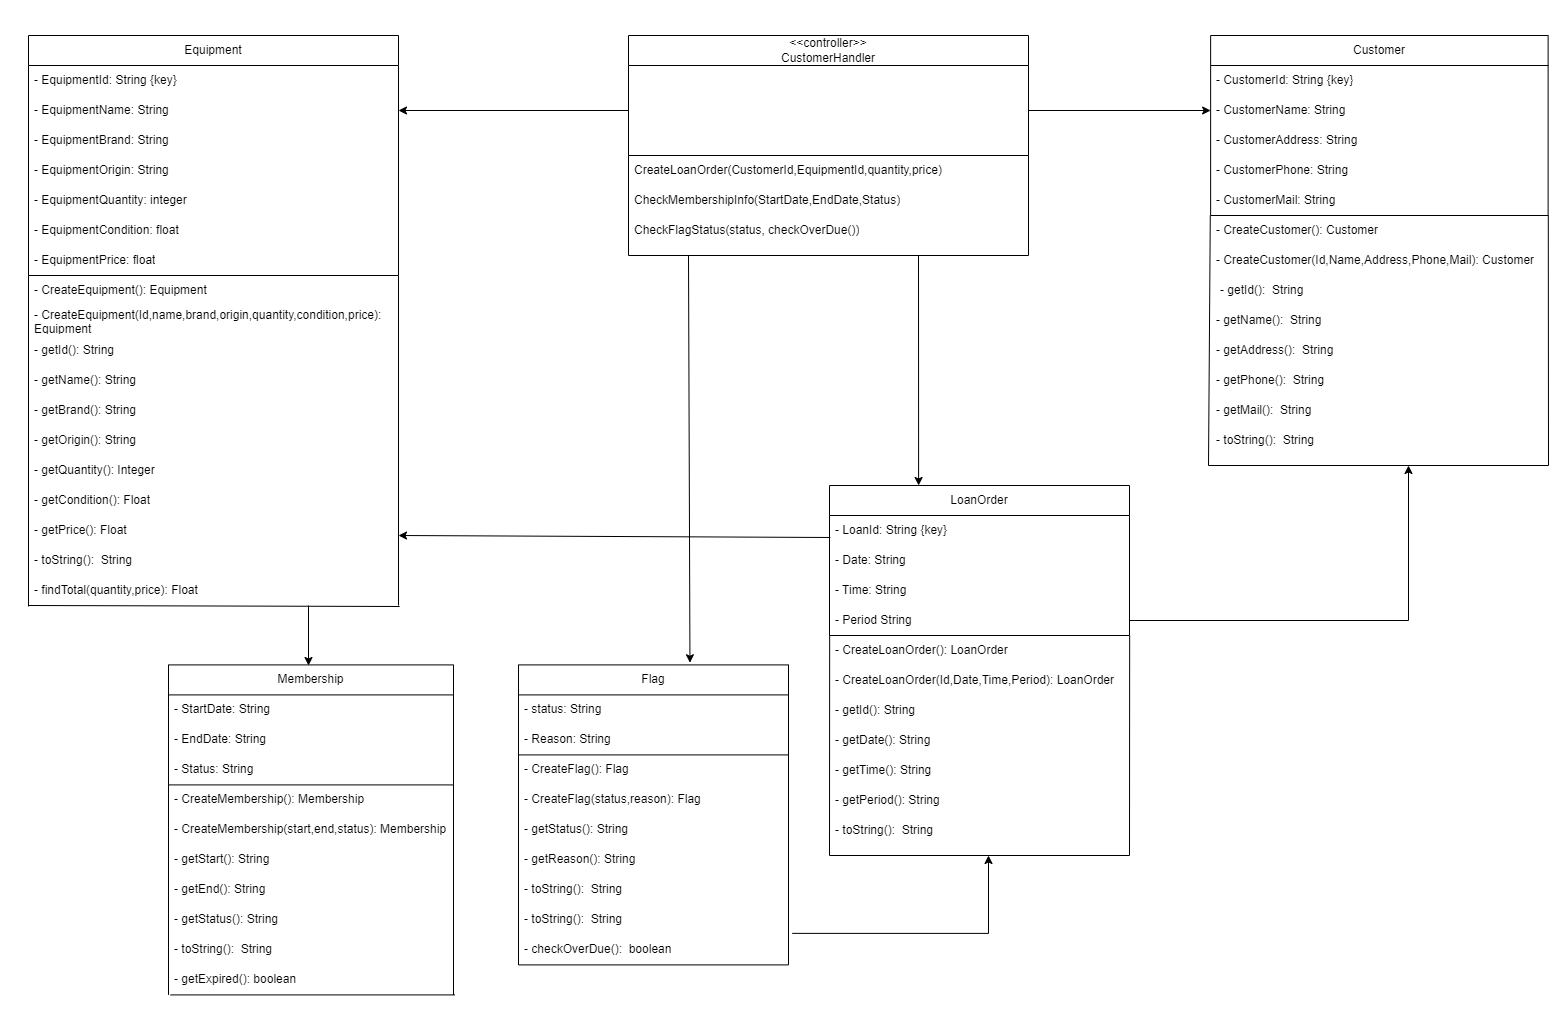 Equipment
- EquipmentId: String {key}
- EquipmentName: String
- EquipmentBrand: String
- EquipmentOrigin: String
- EquipmentQuantity: integer
- EquipmentCondition: float
- EquipmentPrice: float
- CreateEquipment(): Equipment
- CreateEquipment(Id,name,brand,origin,quantity,condition,price):
Equipment
- getId(): String
- getName(): String
- getBrand(): String
- getOrigin(): String
- getQuantity(): Integer
- getCondition(): Float
- getPrice(): Float
- toString():  String
- findTotal(quantity,price): Float
<<controller>>
CustomerHandler
CreateLoanOrder(CustomerId,EquipmentId,quantity,price)
CheckMembershipInfo(StartDate,EndDate,Status)
CheckFlagStatus(status, checkOverDue())
Customer
- CustomerId: String {key}
- CustomerName: String
- CustomerAddress: String
- CustomerPhone: String
- CustomerMail: String
- CreateCustomer(): Customer
- CreateCustomer(Id,Name,Address,Phone,Mail): Customer
- getId():  String
- getName():  String
- getAddress():  String
- getPhone():  String
- getMail():  String
- toString():  String
LoanOrder
- LoanId: String {key}
- Date: String
- Time: String
- Period String
- CreateLoanOrder(): LoanOrder
- CreateLoanOrder(Id,Date,Time,Period): LoanOrder
- getId(): String
- getDate(): String
- getTime(): String
- getPeriod(): String
- toString():  String
Membership
- StartDate: String
- EndDate: String
- Status: String
- CreateMembership(): Membership
- CreateMembership(start,end,status): Membership
- getStart(): String
- getEnd(): String
- getStatus(): String
- toString():  String
- getExpired(): boolean
Flag
- status: String
- Reason: String
- CreateFlag(): Flag
- CreateFlag(status,reason): Flag
- getStatus(): String
- getReason(): String
- toString():  String
- toString():  String
- checkOverDue():  boolean